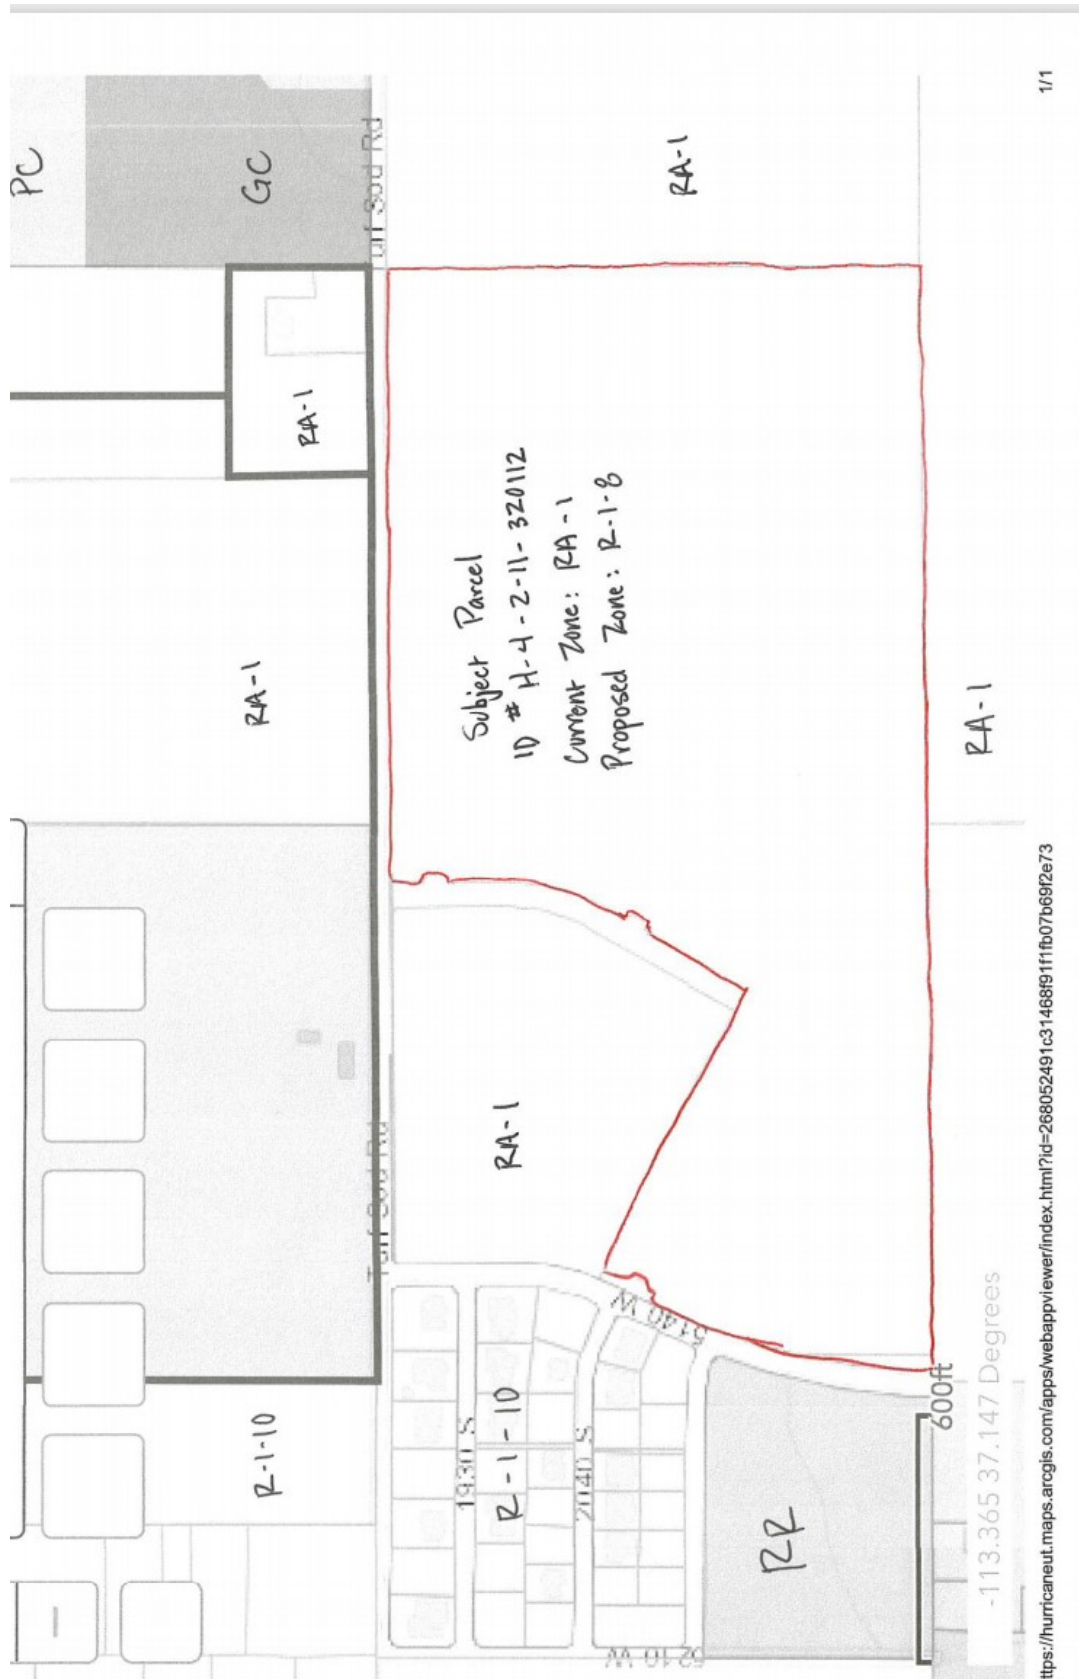 PC
GC
Turf Sod Rd
RA-1
RA-1
RA-1
Subject Parcel
ID # H-4-2-11-320112
Current Zone: RA-1
Proposed Zone: R-1-8
RA-1
RA-1
Turf Sod Rd
R-1-10
1930 S
R-1-10
2040 S
5140 W
5210 W
RR
600ft
-113.365 37.147 Degrees
ttps://hurricaneut.maps.arcgis.com/apps/webappviewer/index.html?id=268052491c31468f91f1fb07b69f2e73
1/1